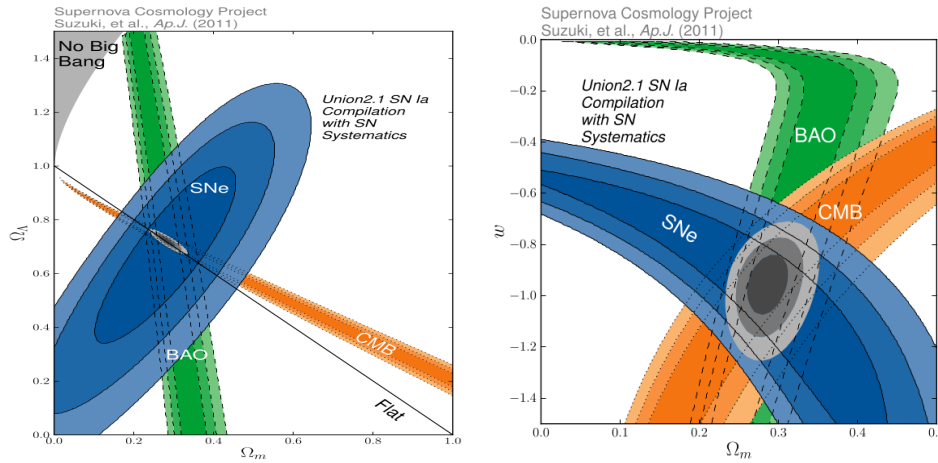 Supernova Cosmology Project
Suzuki, et al., Ap.J. (2011)
No Big
Bang
Union2.1 SN Ia
Compilation
with SN
Systematics
SNe
BAO
CMB
Flat
1.4
1.2
1.0
0.8
0.6
0.4
0.2
0.0
Ω_Λ
0.0 0.2 0.4 0.6 0.8 1.0
Ω_m
Supernova Cosmology Project
Suzuki, et al., Ap.J. (2011)
Union2.1 SN Ia
Compilation
with SN
Systematics
BAO
CMB
SNe
0.0
−0.2
−0.4
−0.6
−0.8
−1.0
−1.2
−1.4
w
0.0 0.1 0.2 0.3 0.4 0.5
Ω_m